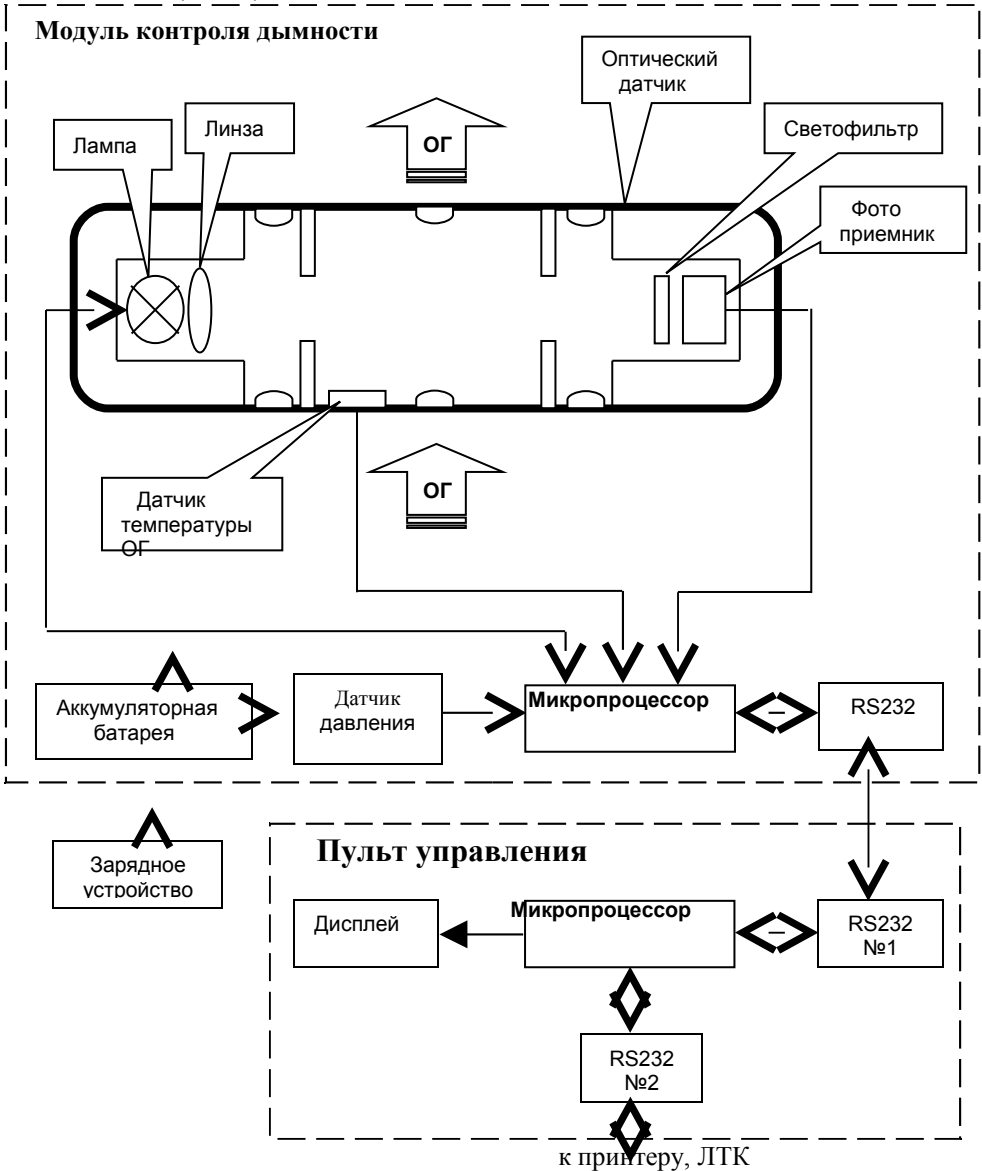 Модуль контроля дымности
Оптический
датчик
Лампа
Линза
ОГ
Светофильтр
Фото
приемник
Датчик
температуры
ОГ
ОГ
Аккумуляторная
батарея
Датчик
давления
Микропроцессор
RS232
Зарядное
устройство
Пульт управления
Дисплей
Микропроцессор
RS232
№1
RS232
№2
к принтеру, ЛТК